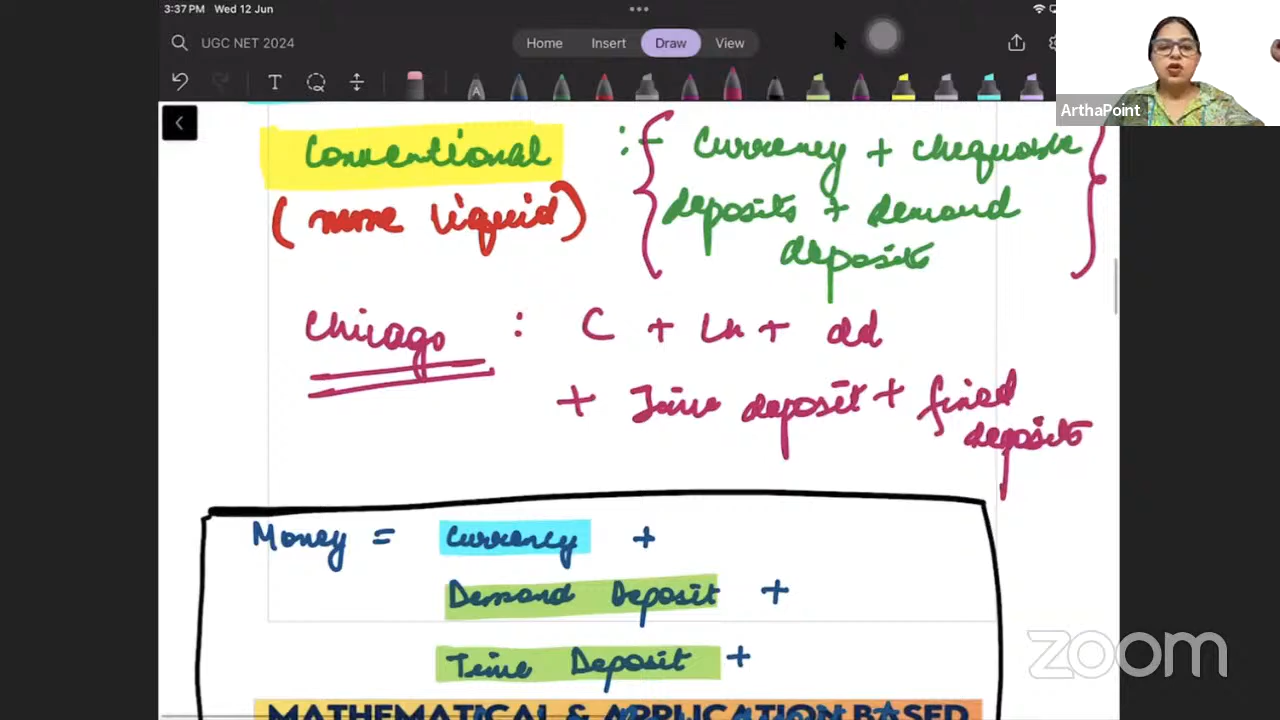 3:37 PM Wed 12 Jun
UGC NET 2024
Home Insert Draw View
ArthaPoint
Conventional :- { Currency + chequable
(more liquid) deposits + demand
deposits }
Chicago : C + Ch + dd
+ Time deposit + fixed
deposits
Money = Currency +
Demand Deposit +
Time Deposit +
zoom
MATHEMATICAL & APPLICATION BASED